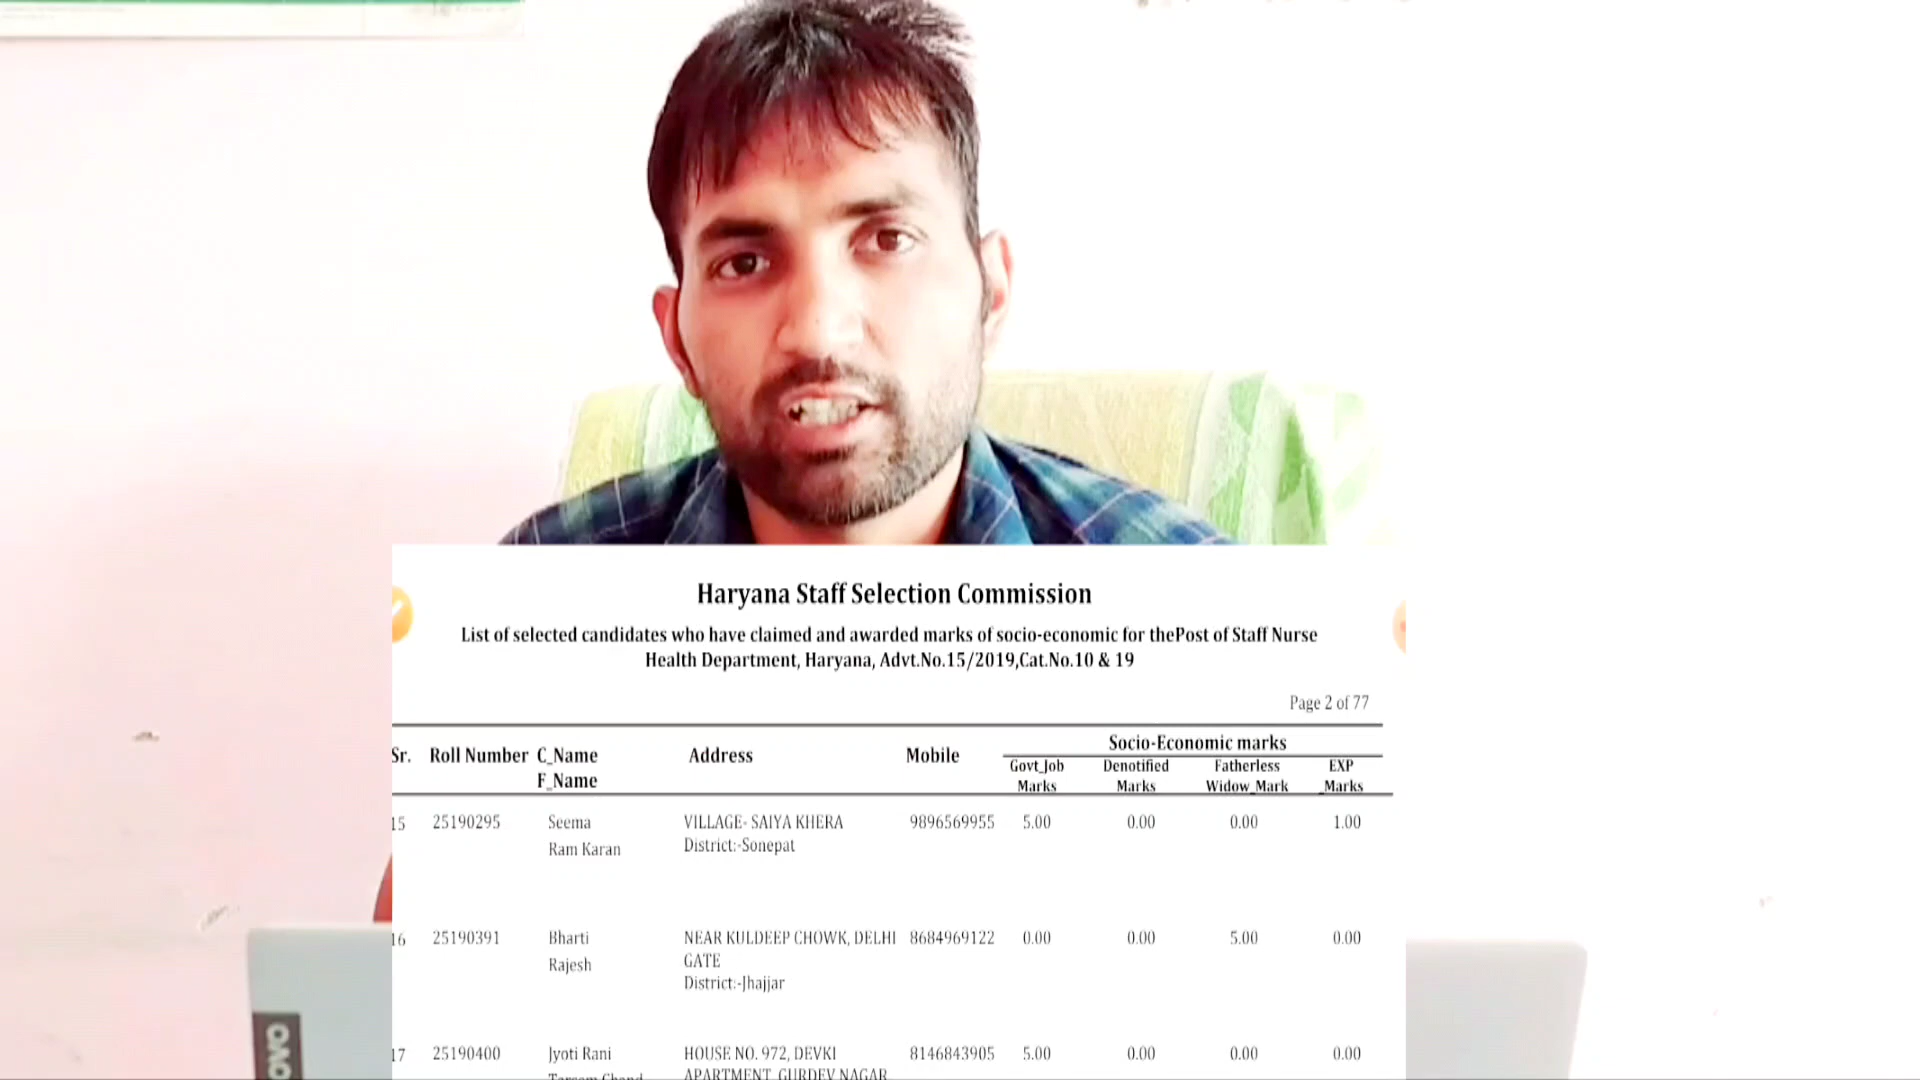 Haryana Staff Selection Commission
List of selected candidates who have claimed and awarded marks of socio-economic for thePost of Staff Nurse
Health Department, Haryana, Advt.No.15/2019,Cat.No.10 & 19
Page 2 of 77
Sr. Roll Number C_Name Address Mobile Socio-Economic marks
F_Name Govt_Job Denotified Fatherless EXP
Marks Marks Widow_Mark _Marks
15 25190295 Seema VILLAGE- SAIYA KHERA 9896569955 5.00 0.00 0.00 1.00
Ram Karan District:-Sonepat
16 25190391 Bharti NEAR KULDEEP CHOWK, DELHI 8684969122 0.00 0.00 5.00 0.00
Rajesh GATE
District:-Jhajjar
17 25190400 Jyoti Rani HOUSE NO. 972, DEVKI 8146843905 5.00 0.00 0.00 0.00
APARTMENT, GURDEV NAGAR
OVO